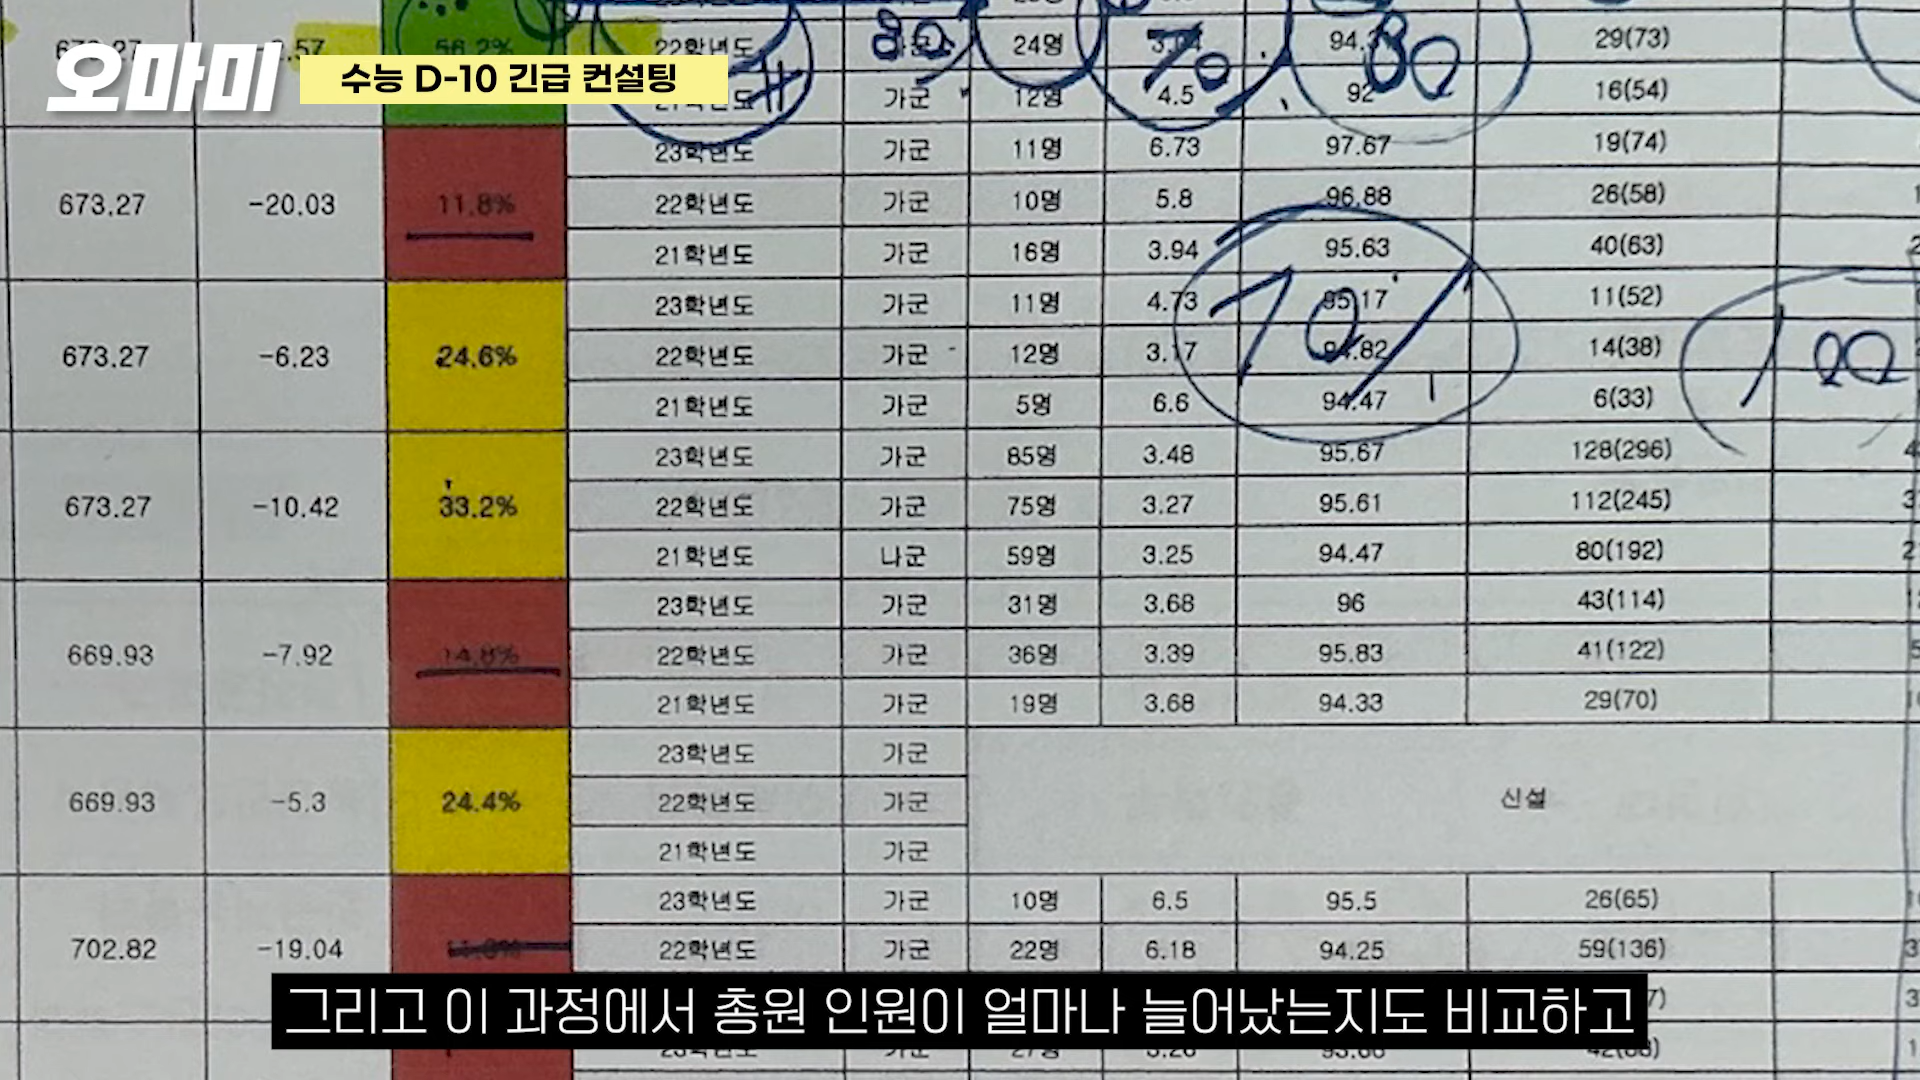 오마미
수능 D-10 긴급 컨설팅
22학년도 24명 94. 29(73)
80 70 80
가군 12명 4.5 92 16(54)
673.27 -20.03 11.8%
23학년도 가군 11명 6.73 97.67 19(74)
22학년도 가군 10명 5.8 96.88 26(58)
21학년도 가군 16명 3.94 95.63 40(63)
673.27 -6.23 24.6%
23학년도 가군 11명 4.73 95.17 11(52)
22학년도 가군 12명 3.17 94.82 14(38)
21학년도 가군 5명 6.6 94.47 6(33)
100
673.27 -10.42 33.2%
23학년도 가군 85명 3.48 95.67 128(296)
22학년도 가군 75명 3.27 95.61 112(245)
21학년도 나군 59명 3.25 94.47 80(192)
669.93 -7.92 14.8%
23학년도 가군 31명 3.68 96 43(114)
22학년도 가군 36명 3.39 95.83 41(122)
21학년도 가군 19명 3.68 94.33 29(70)
669.93 -5.3 24.4%
23학년도 가군
22학년도 가군 신설
21학년도 가군
702.82 -19.04
23학년도 가군 10명 6.5 95.5 26(65)
22학년도 가군 22명 6.18 94.25 59(136)
그리고 이 과정에서 총원 인원이 얼마나 늘어났는지도 비교하고